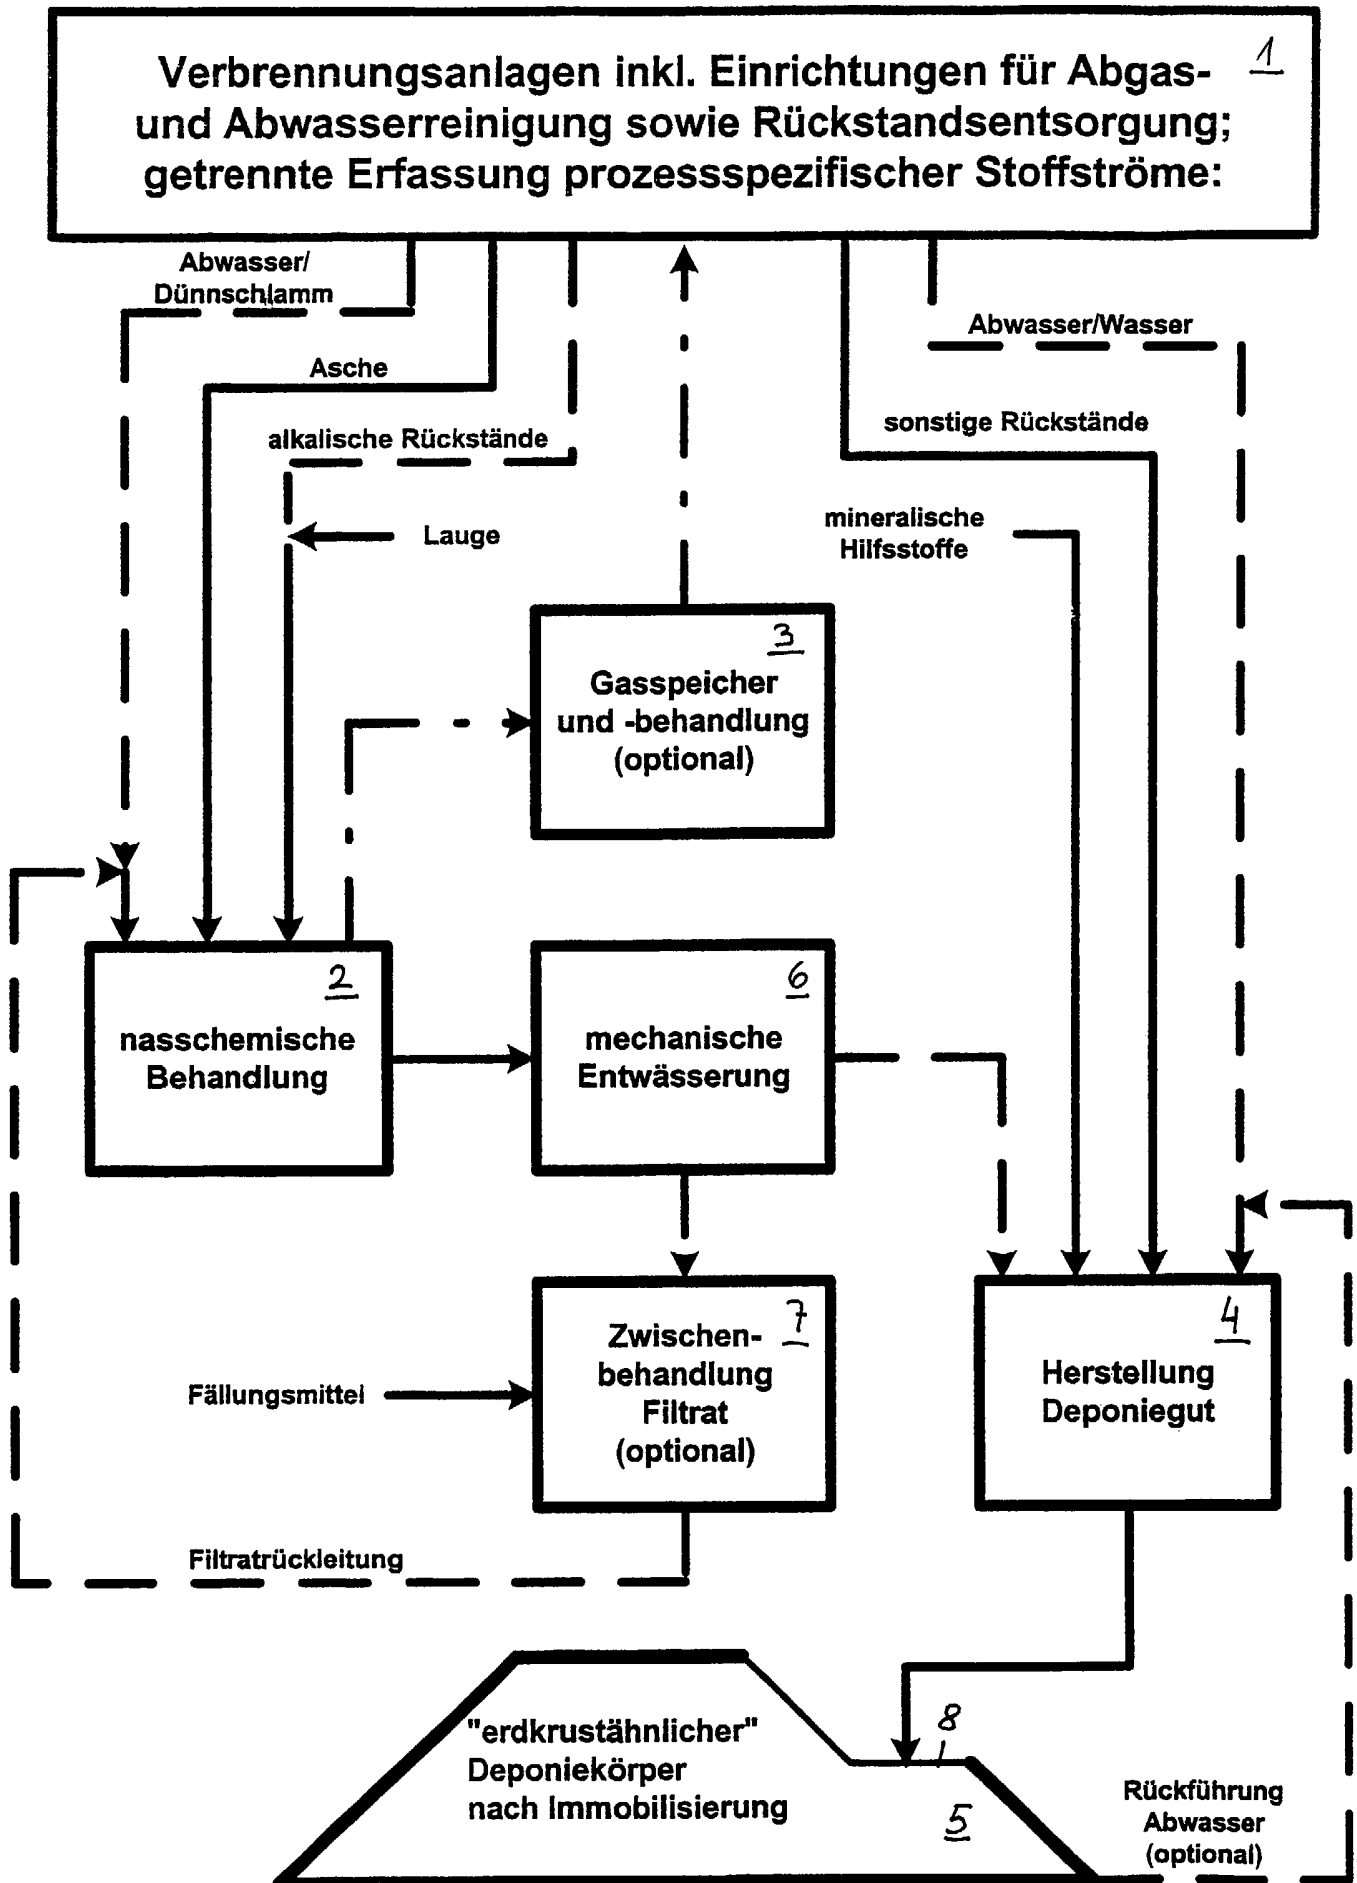 1
Verbrennungsanlagen inkl. Einrichtungen für Abgas-
und Abwasserreinigung sowie Rückstandsentsorgung;
getrennte Erfassung prozessspezifischer Stoffströme:
Abwasser/
Dünnschlamm
Abwasser/Wasser
Asche
sonstige Rückstände
alkalische Rückstände
Lauge
mineralische
Hilfsstoffe
3
Gasspeicher
und -behandlung
(optional)
2
nasschemische
Behandlung
6
mechanische
Entwässerung
7
Zwischen-
behandlung
Filtrat
(optional)
4
Herstellung
Deponiegut
Fällungsmittel
Filtratrückleitung
8
"erdkrustähnlicher"
Deponiekörper
nach Immobilisierung
5
Rückführung
Abwasser
(optional)